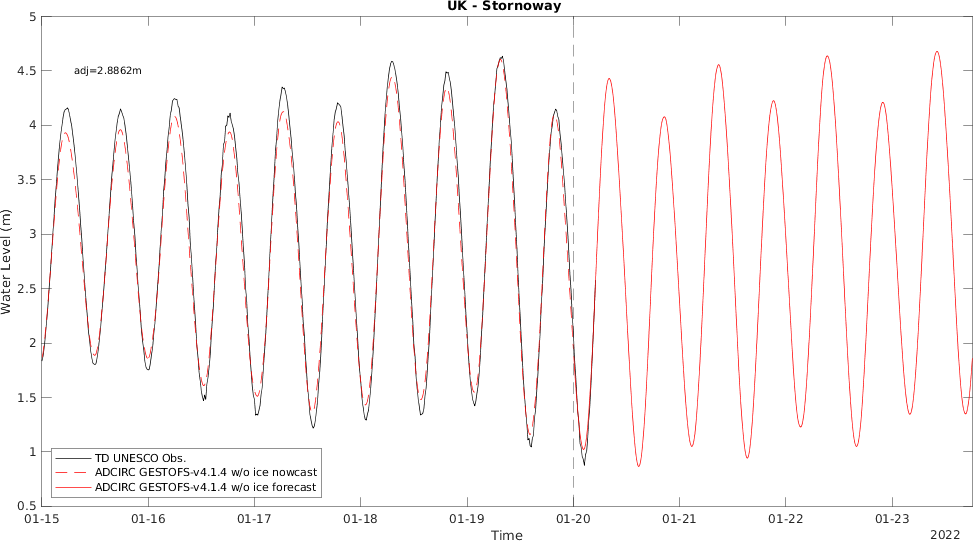 UK - Stornoway
5
4.5
4
3.5
3
2.5
2
1.5
1
0.5
Water Level (m)
adj=2.8862m
TD UNESCO Obs.
ADCIRC GESTOFS-v4.1.4 w/o ice nowcast
ADCIRC GESTOFS-v4.1.4 w/o ice forecast
01-15 01-16 01-17 01-18 01-19 01-20 01-21 01-22 01-23
Time
2022